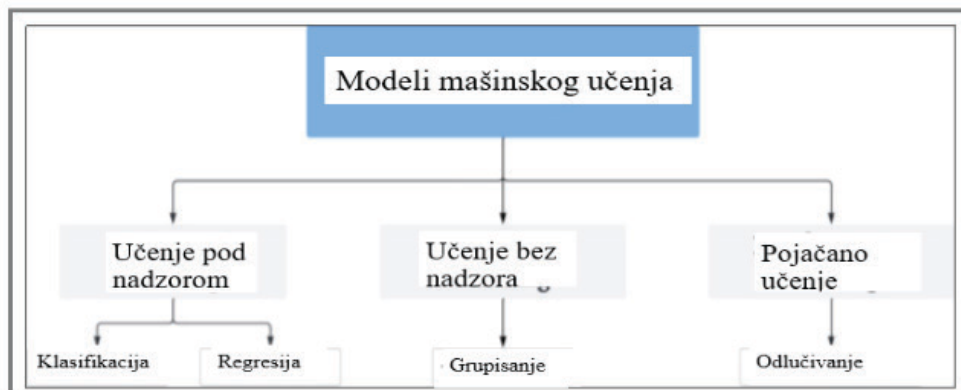 Modeli mašinskog učenja
Učenje pod
nadzorom
Učenje bez
nadzora
Pojačano
učenje
Klasifikacija
Regresija
Grupisanje
Odlučivanje